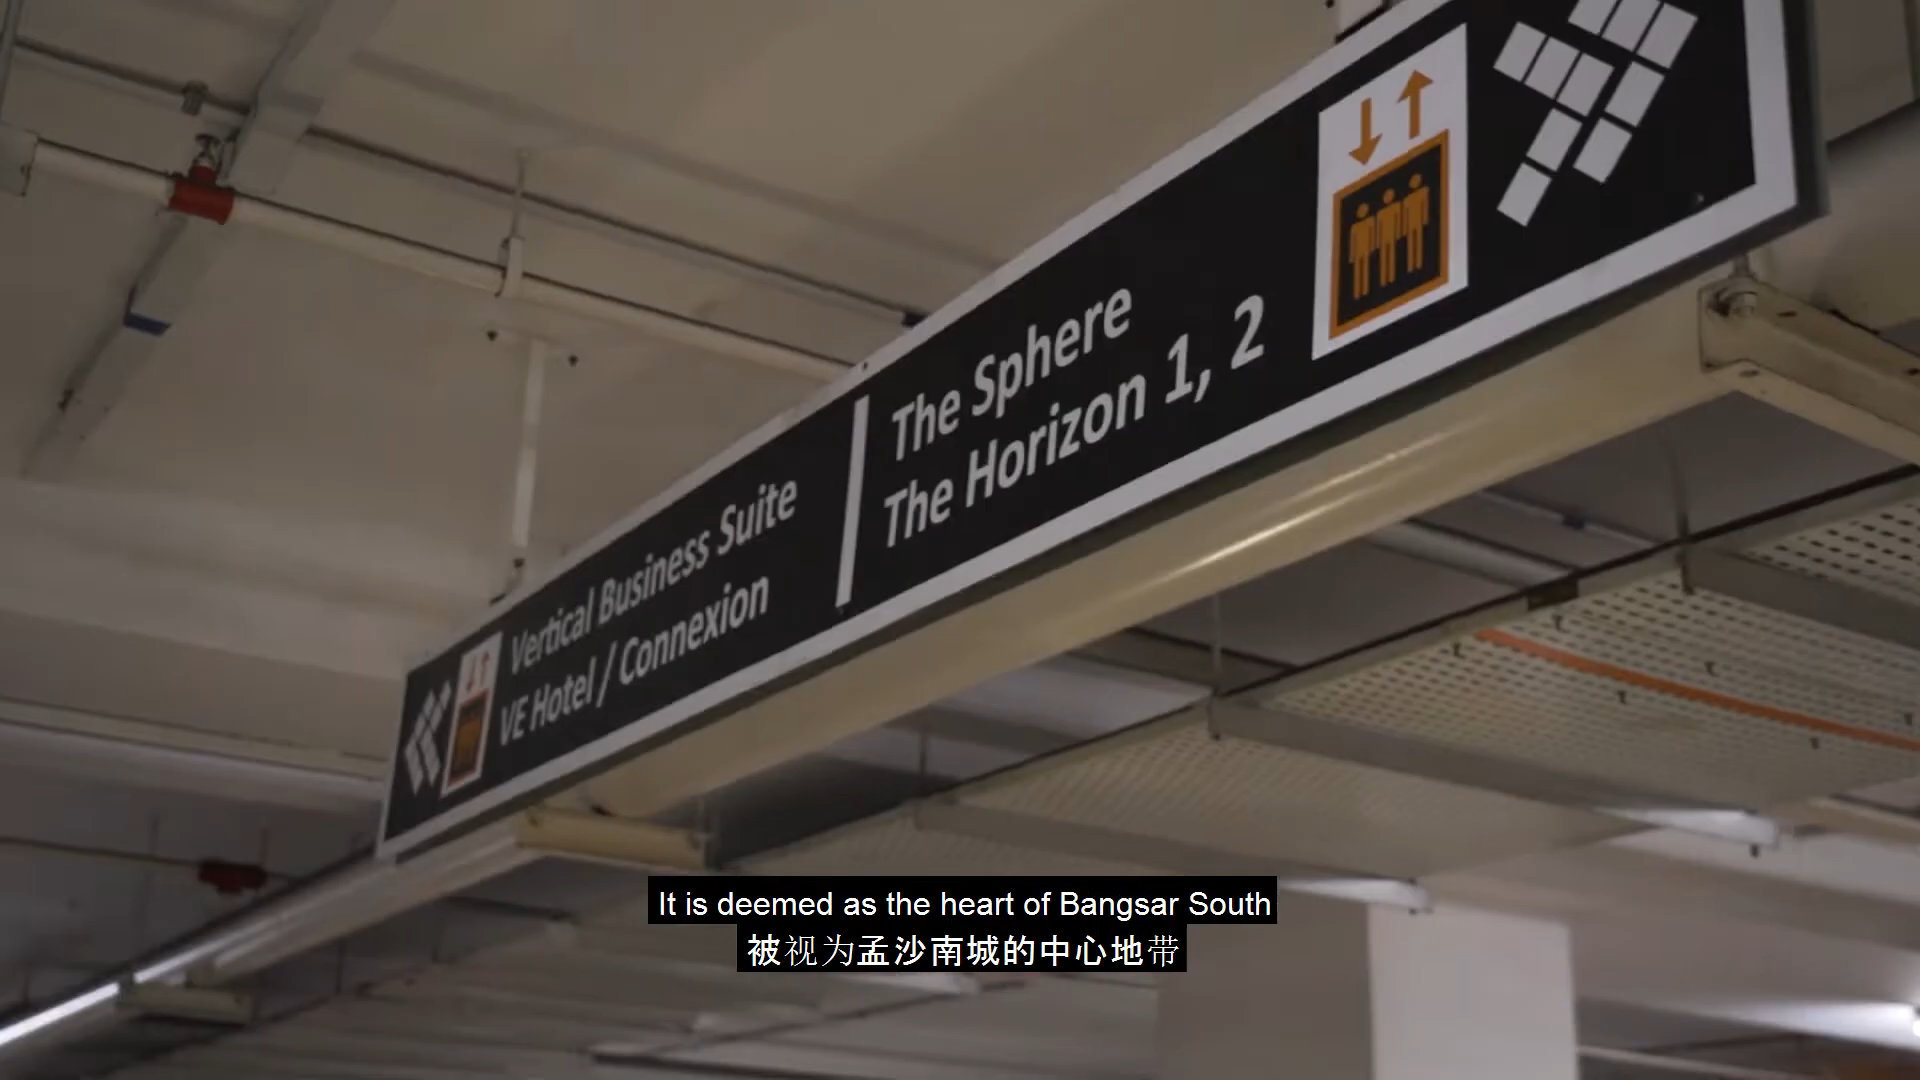 Vertical Business Suite
VE Hotel / Connexion
The Sphere
The Horizon 1, 2
It is deemed as the heart of Bangsar South
被视为孟沙南城的中心地带